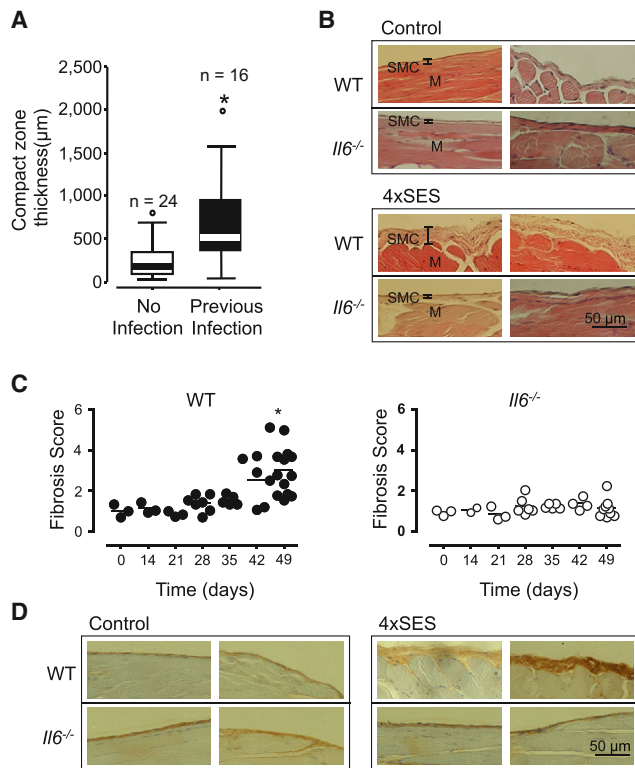 A
Compact zone
thickness(µm)
2,500
2,000
1,500
1,000
500
0
n = 24
n = 16
*
No
Infection
Previous
Infection
B
Control
WT
SMC
M
Il6-/-
SMC
M
4xSES
WT
SMC
M
Il6-/-
SMC
M
50 µm
C
WT
Fibrosis Score
6
4
2
0
*
0 14 21 28 35 42 49
Time (days)
Il6-/-
Fibrosis Score
6
4
2
0
0 14 21 28 35 42 49
Time (days)
D
Control
WT
Il6-/-
4xSES
50 µm